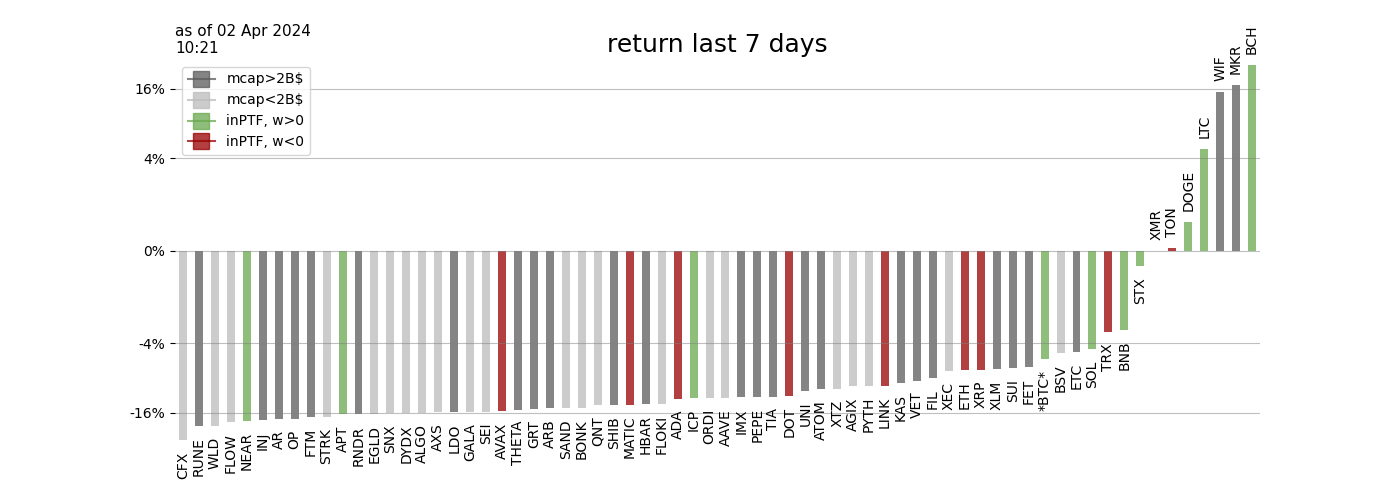 as of 02 Apr 2024
10:21
return last 7 days
mcap>2B$
mcap<2B$
inPTF, w>0
inPTF, w<0
16%
4%
0%
-4%
-16%
CFX
RUNE
WLD
FLOW
NEAR
INJ
AR
OP
FTM
STRK
APT
RNDR
EGLD
SNX
DYDX
ALGO
AXS
LDO
GALA
SEI
AVAX
THETA
GRT
ARB
SAND
BONK
QNT
SHIB
MATIC
HBAR
FLOKI
ADA
ICP
ORDI
AAVE
IMX
PEPE
TIA
DOT
UNI
ATOM
XTZ
AGIX
PYTH
LINK
KAS
VET
FIL
XEC
ETH
XRP
XLM
SUI
FET
*BTC*
BSV
ETC
SOL
TRX
BNB
STX
XMR
TON
DOGE
LTC
WIF
MKR
BCH